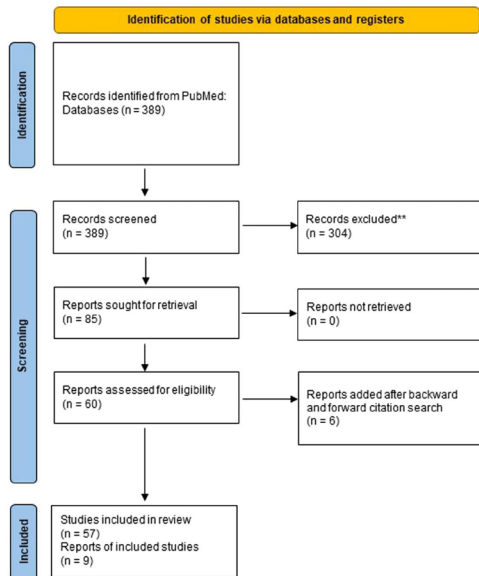 Identification of studies via databases and registers
Identification
Records identified from PubMed:
Databases (n = 389)
Screening
Records screened
(n = 389)
Records excluded**
(n = 304)
Reports sought for retrieval
(n = 85)
Reports not retrieved
(n = 0)
Reports assessed for eligibility
(n = 60)
Reports added after backward
and forward citation search
(n = 6)
Included
Studies included in review
(n = 57)
Reports of included studies
(n = 9)